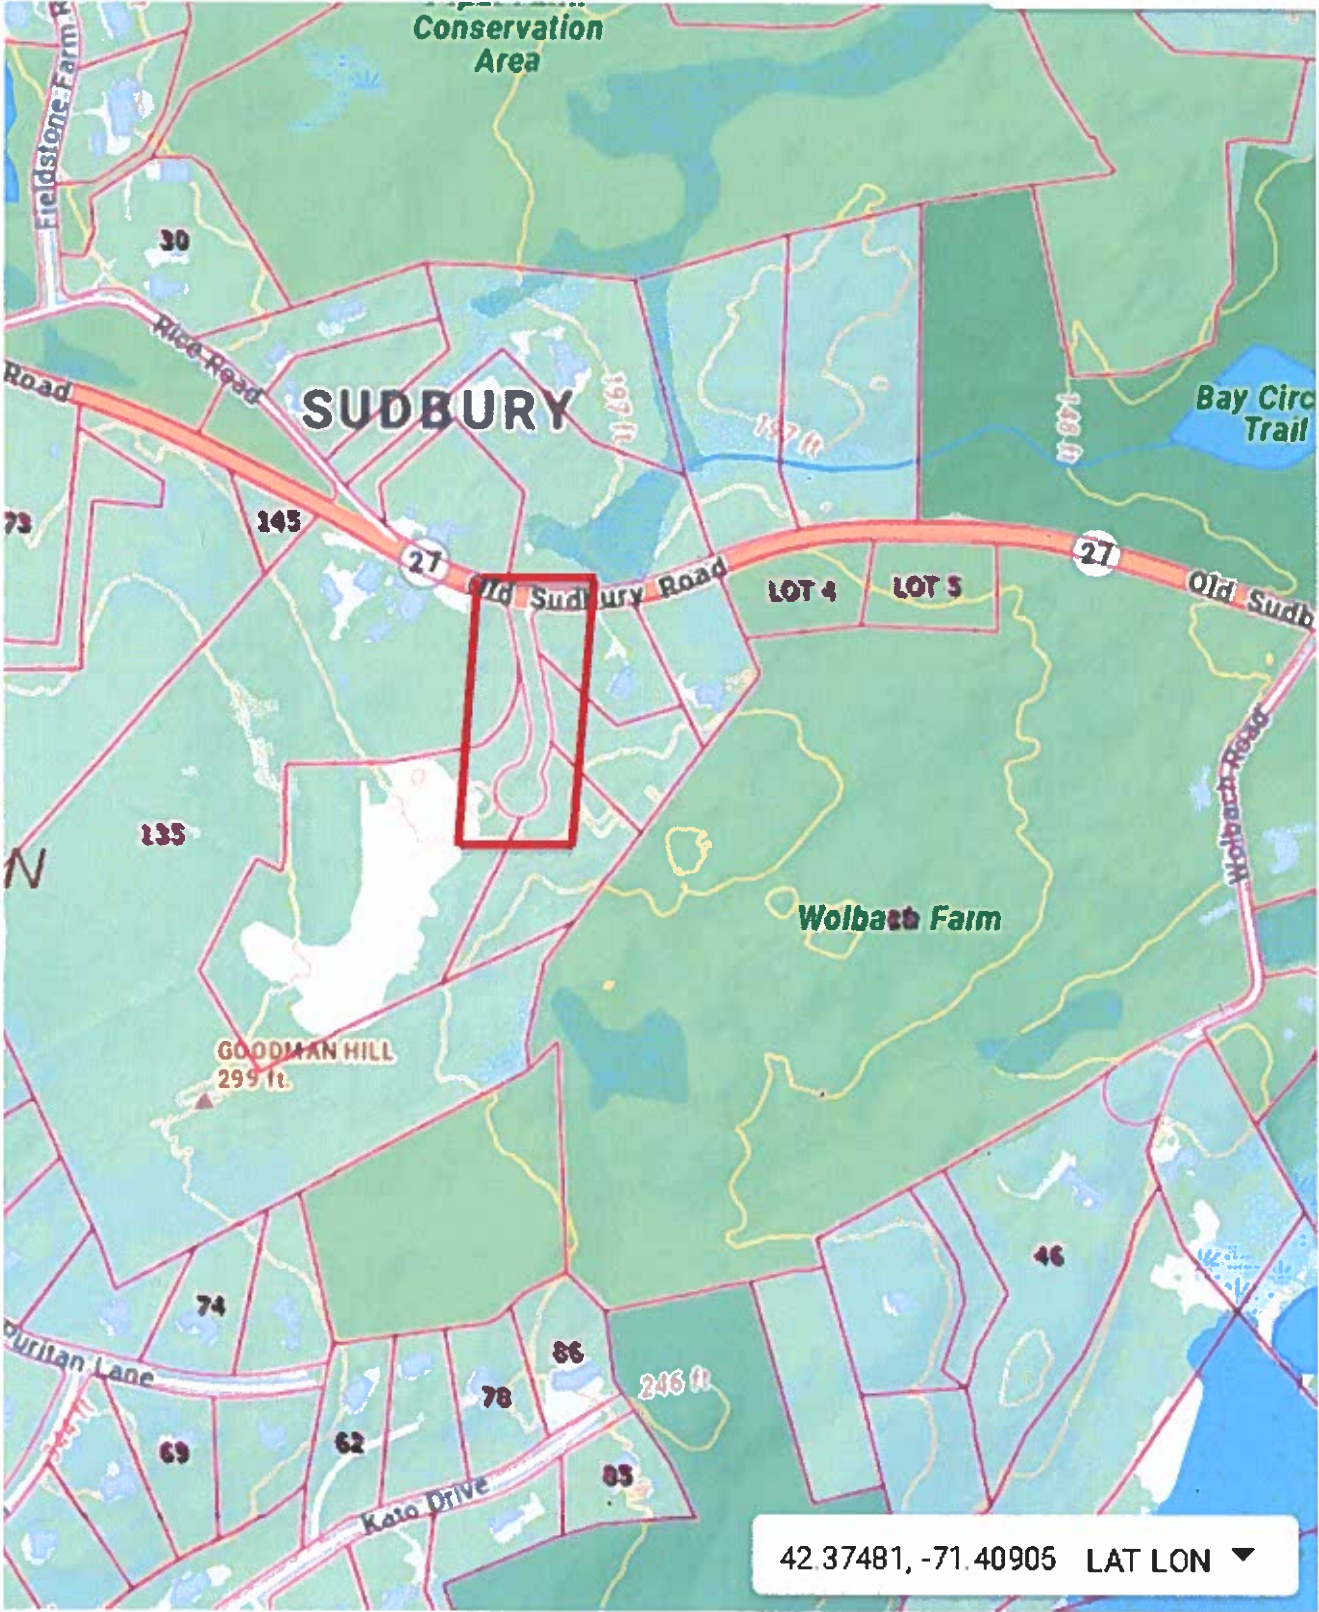 Conservation
Area
Fieldstone Farm R
30
Rice Road
Road
SUDBURY
197 ft
197 ft
148 ft
Bay Circ
Trail
73
145
27
27
Old Sudbury Road
LOT 4
LOT 5
Old Sudb
Wolbach Road
135
N
Wolbach Farm
GOODMAN HILL
299 ft
46
74
Puritan Lane
86
246 ft
78
69
62
85
Kato Drive
42.37481, -71.40905 LAT LON